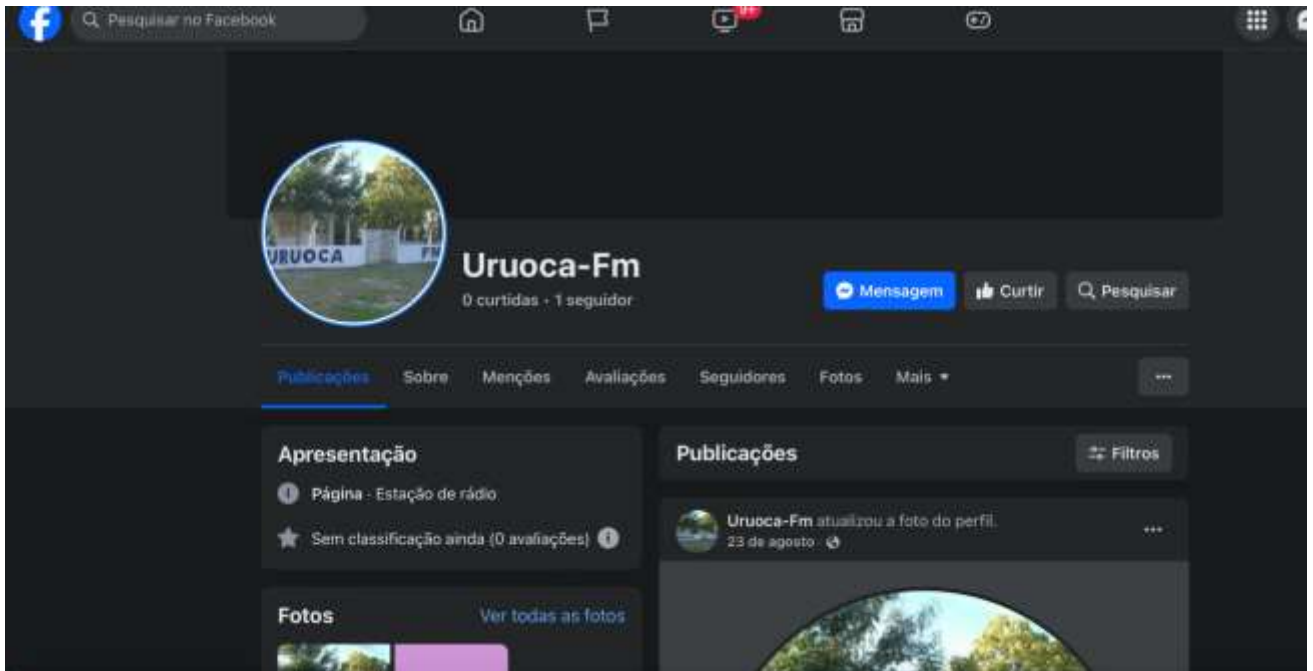 Pesquisar no Facebook
9+
URUOCA
FM
Uruoca-Fm
0 curtidas · 1 seguidor
Mensagem
Curtir
Pesquisar
Publicações
Sobre
Menções
Avaliações
Seguidores
Fotos
Mais
Apresentação
Página · Estação de rádio
Sem classificação ainda (0 avaliações)
Fotos
Ver todas as fotos
Publicações
Filtros
Uruoca-Fm atualizou a foto do perfil.
23 de agosto